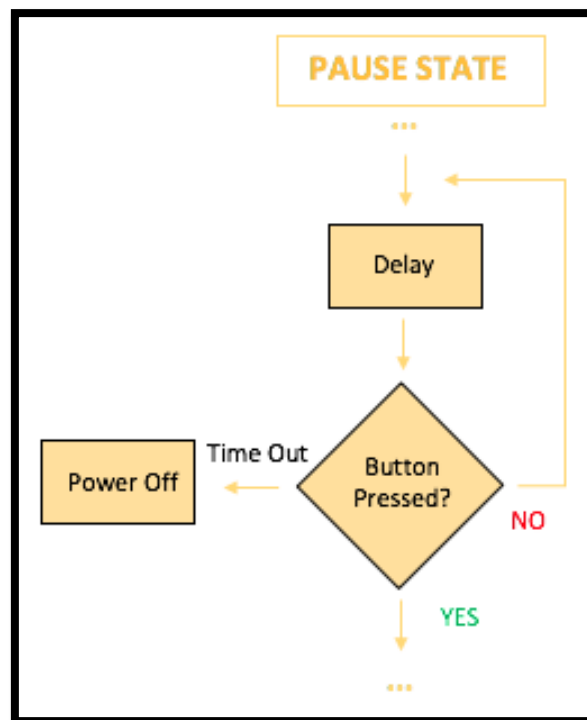 PAUSE STATE
...
Delay
Time Out
Power Off
Button
Pressed?
NO
YES
...